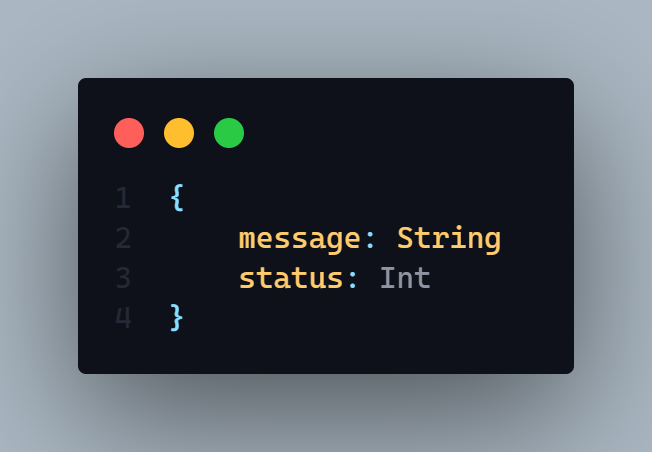 1 {
2     message: String
3     status: Int
4 }